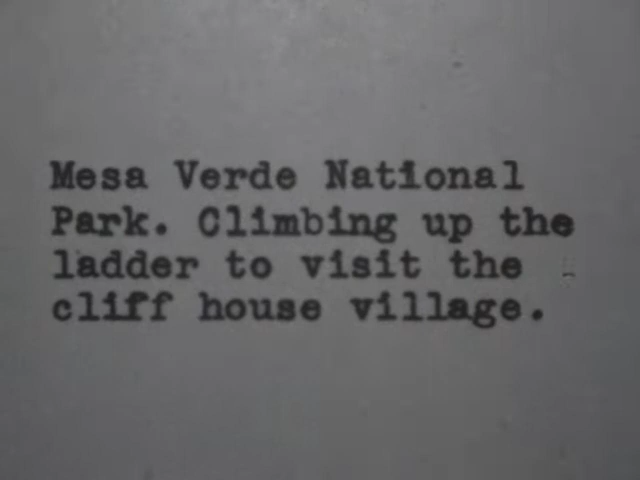 Mesa Verde National
Park. Climbing up the
ladder to visit the
cliff house village.